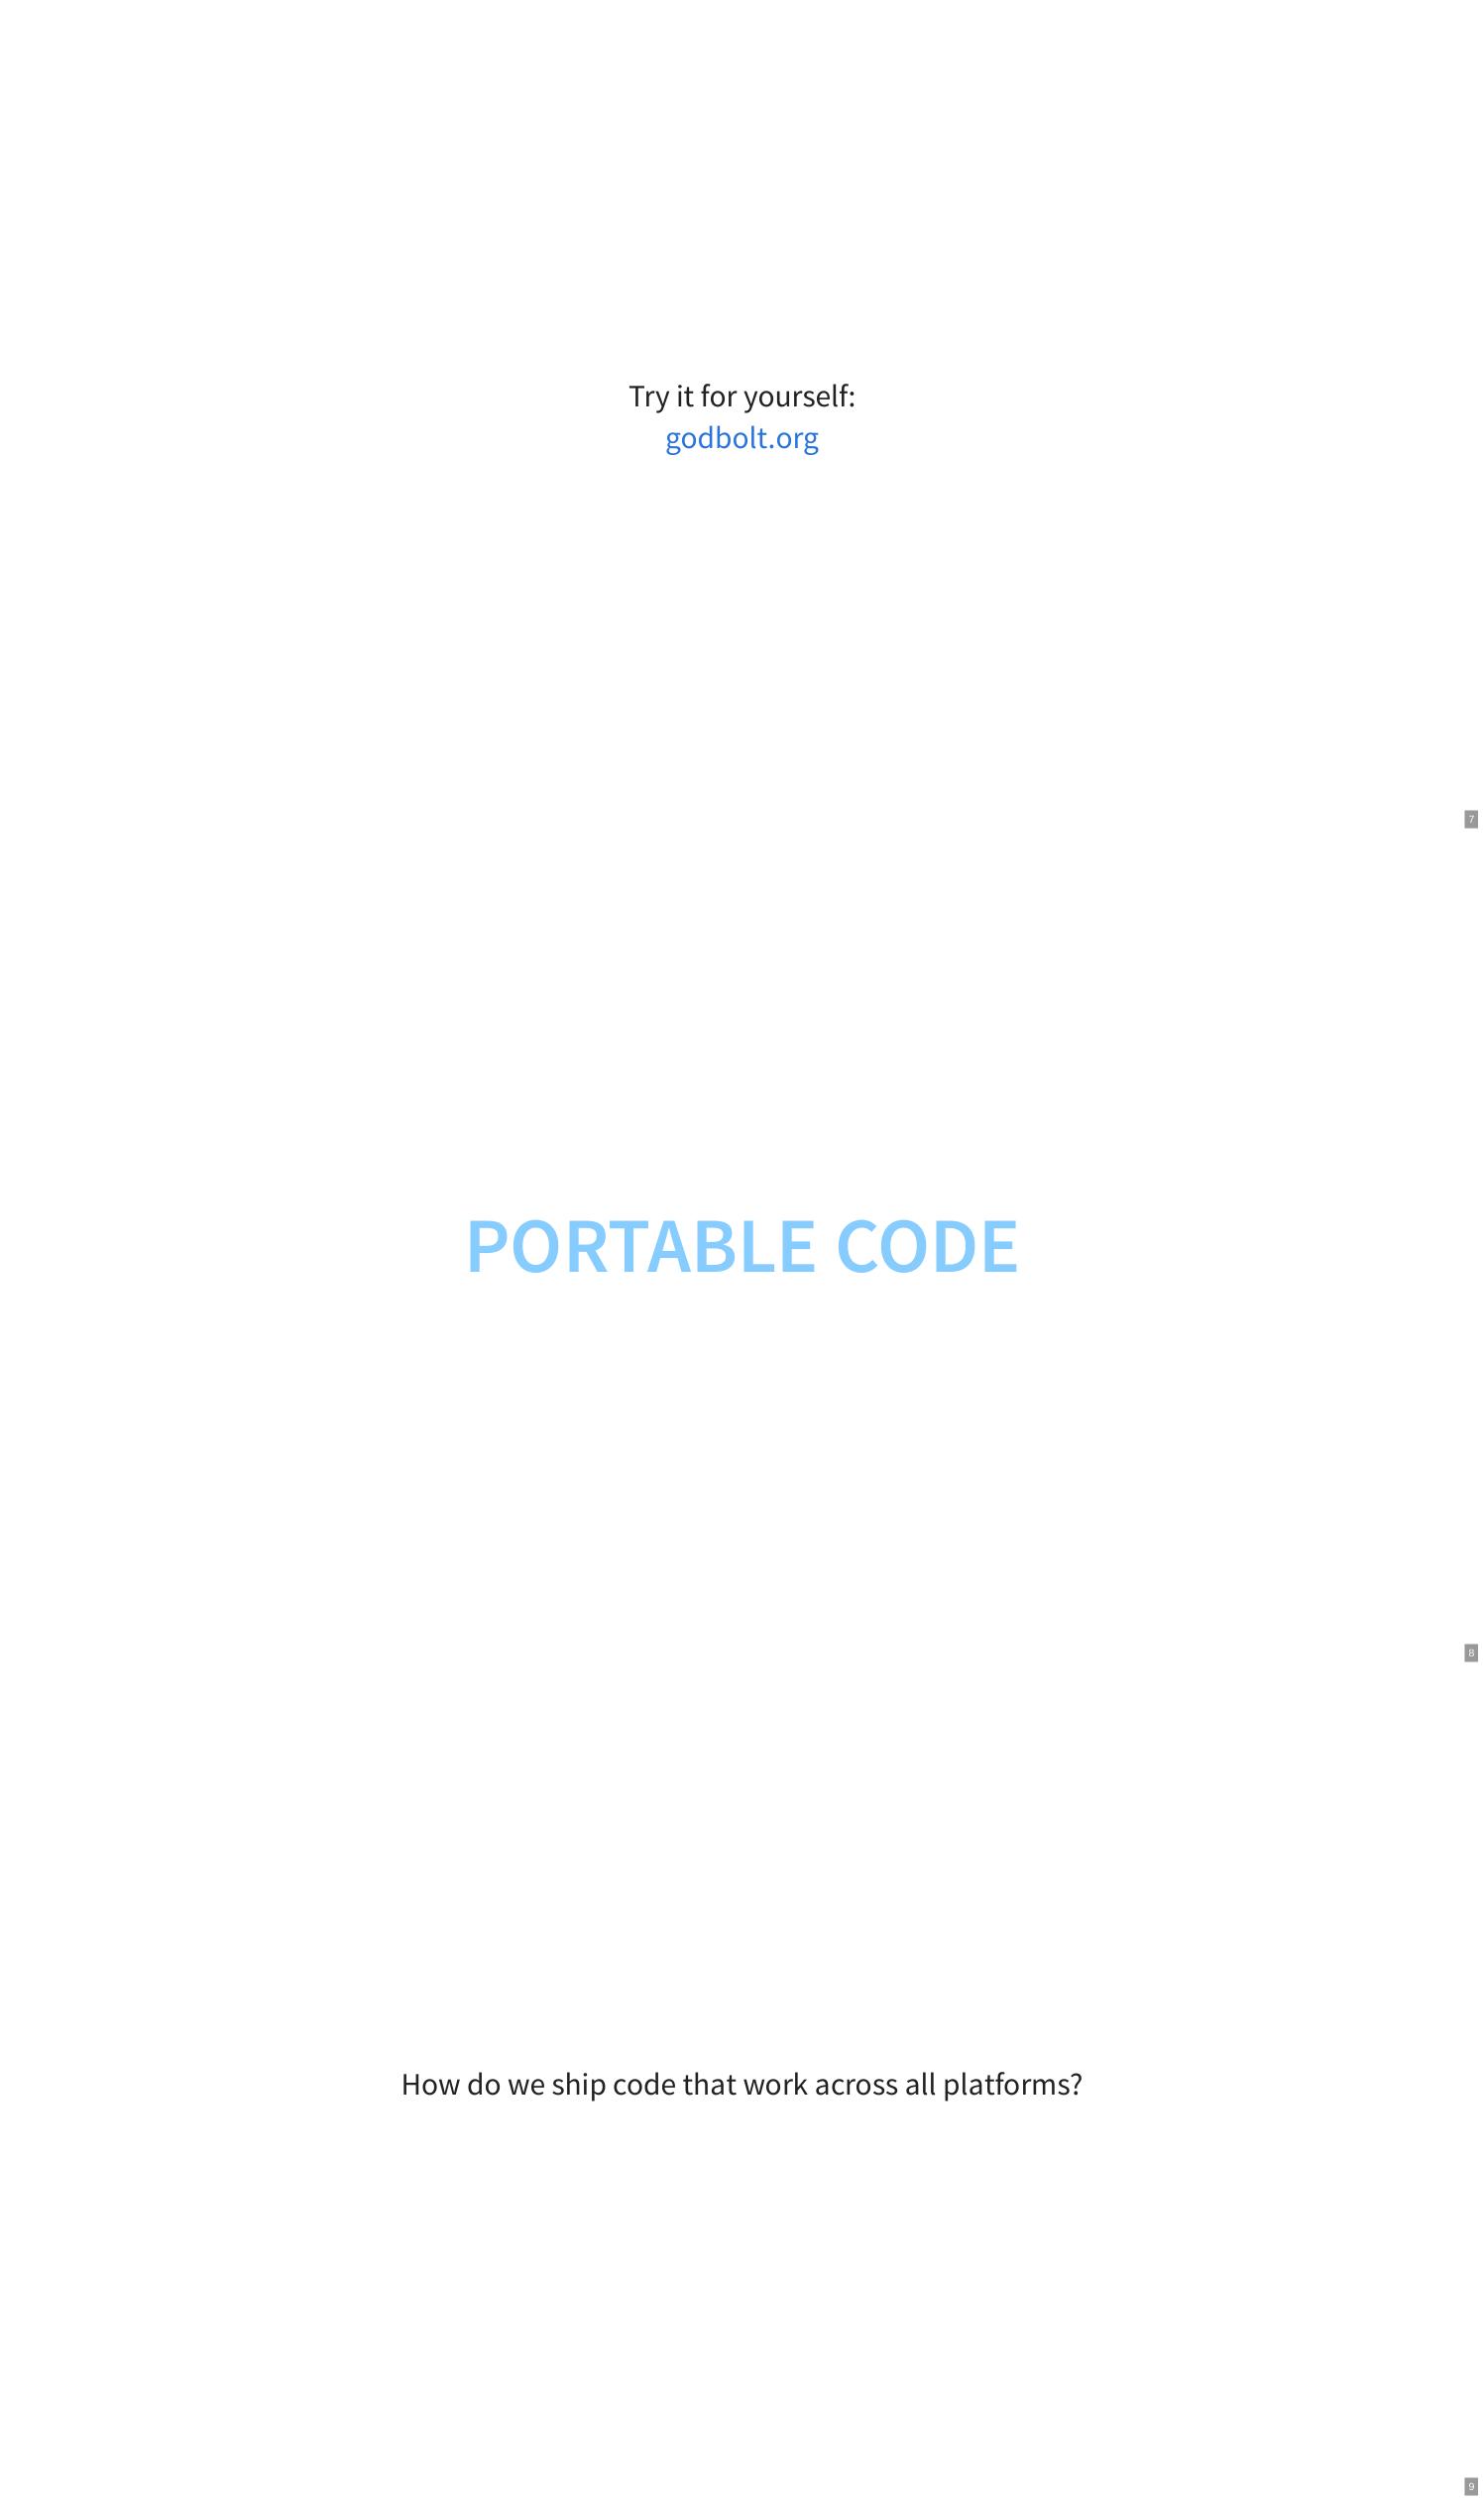 Try it for yourself:
godbolt.org
7
PORTABLE CODE
8
How do we ship code that work across all platforms?
9